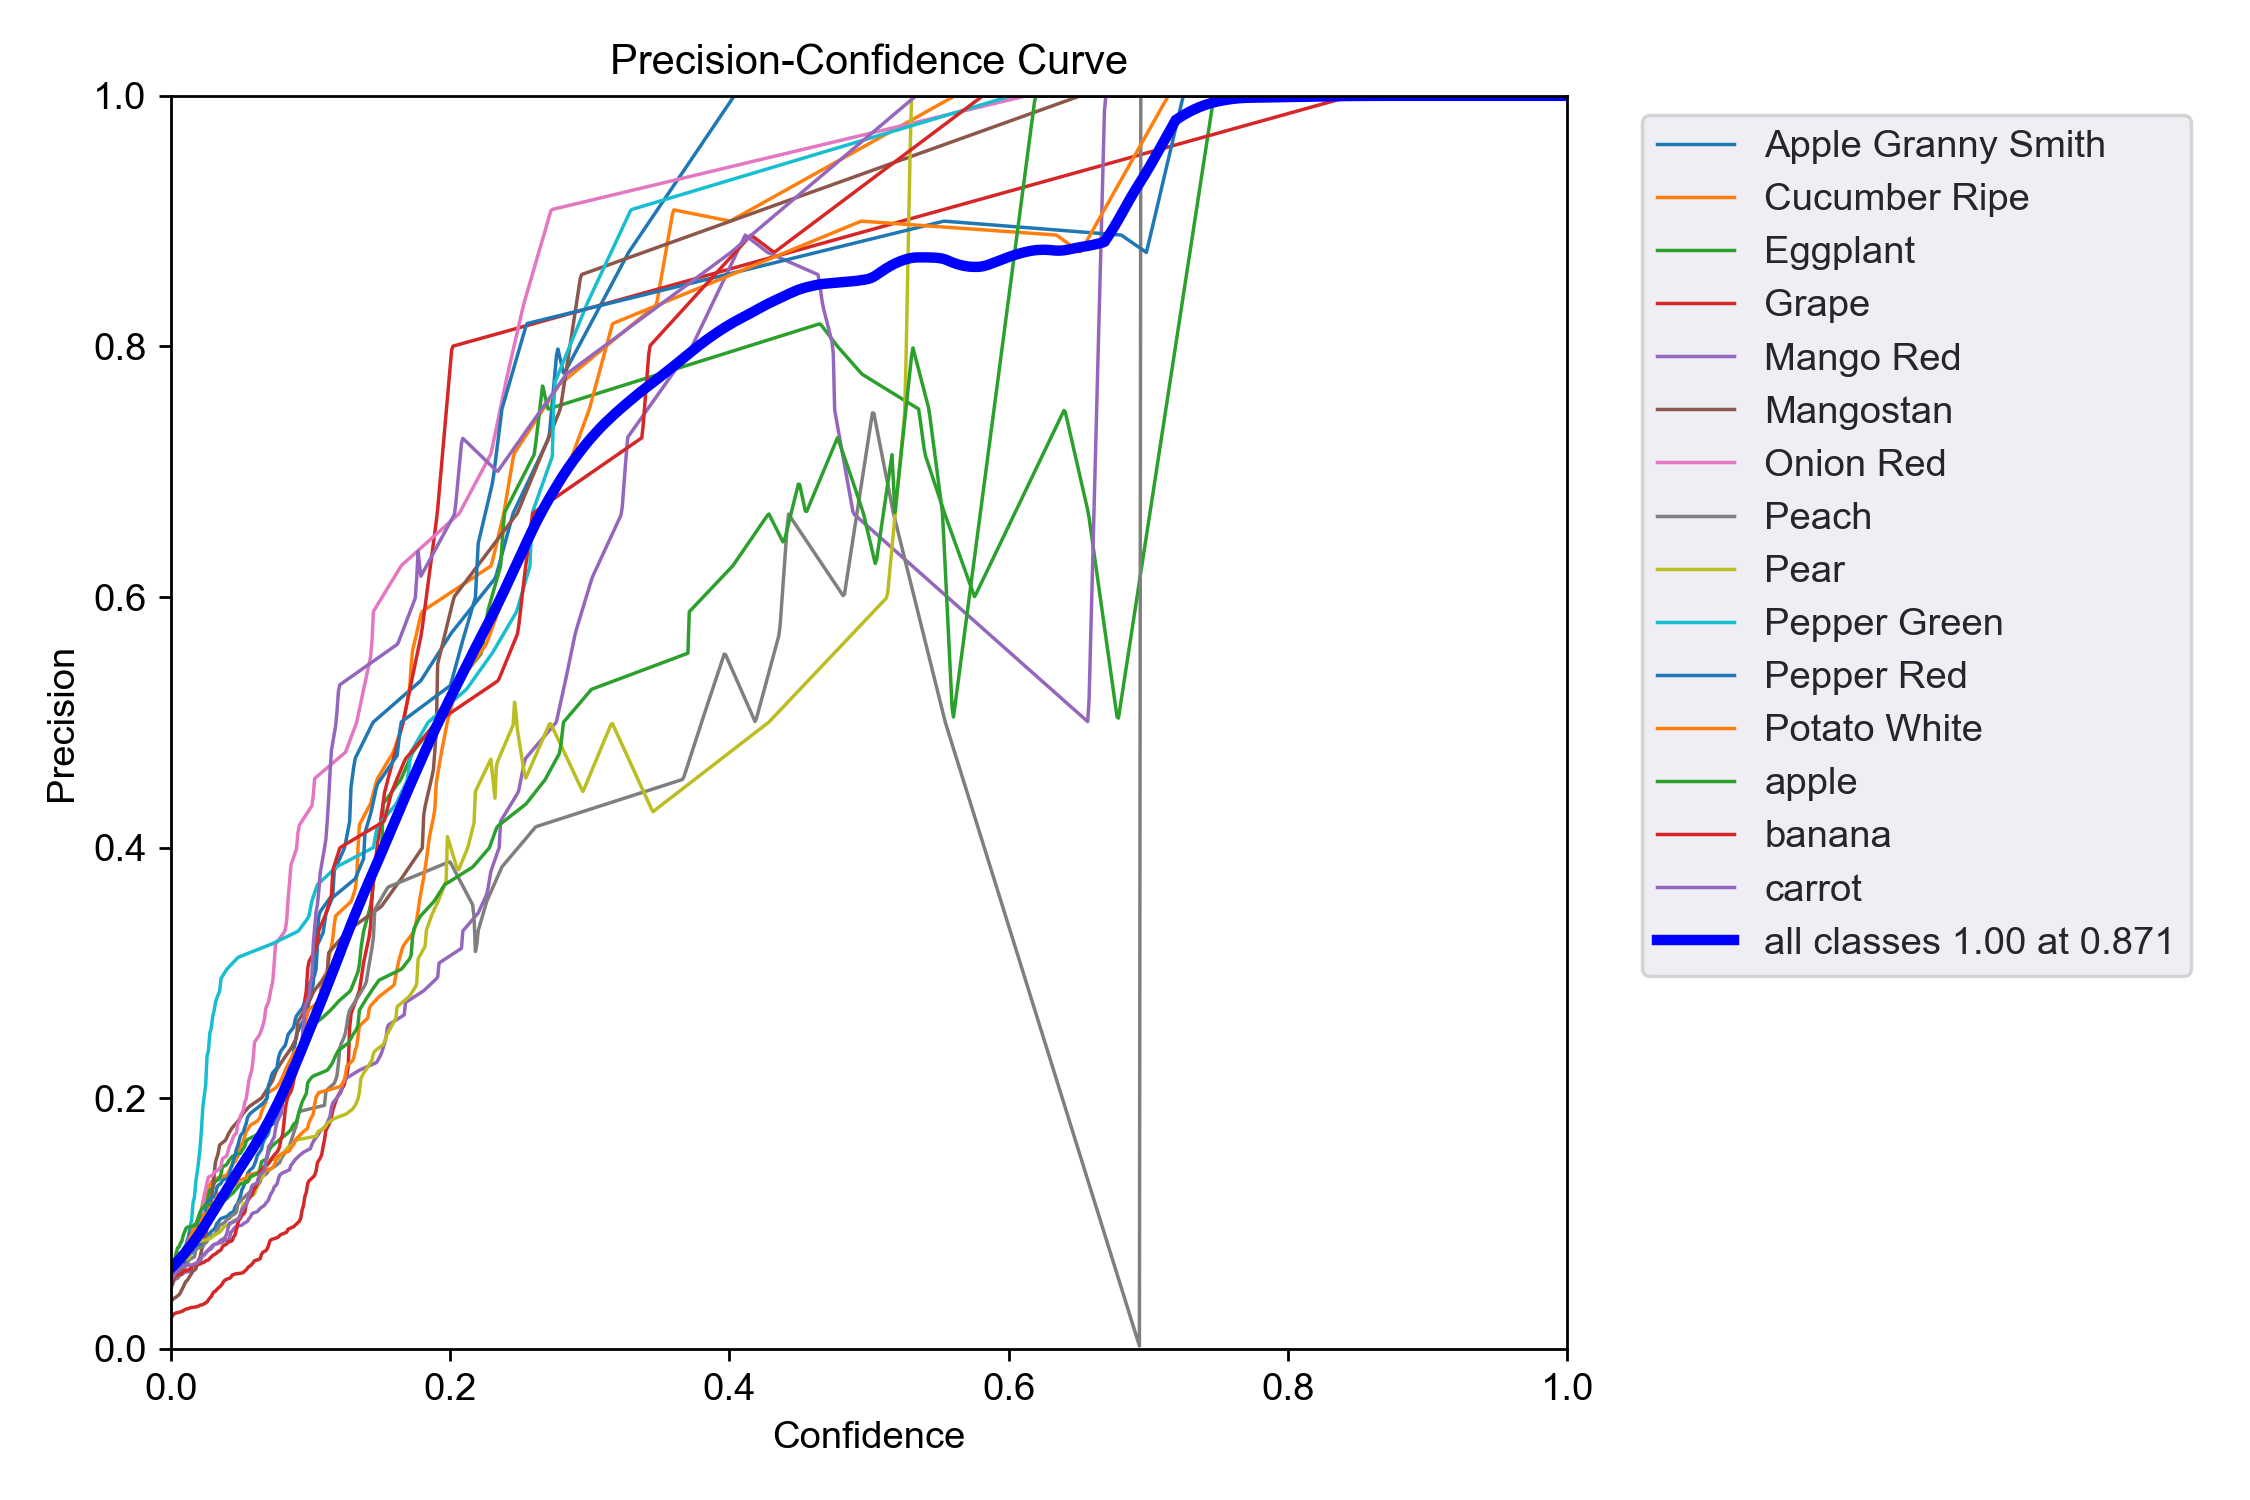 Precision-Confidence Curve
1.0
0.8
0.6
0.4
0.2
0.0
Precision
0.0 0.2 0.4 0.6 0.8 1.0
Confidence
Apple Granny Smith
Cucumber Ripe
Eggplant
Grape
Mango Red
Mangostan
Onion Red
Peach
Pear
Pepper Green
Pepper Red
Potato White
apple
banana
carrot
all classes 1.00 at 0.871